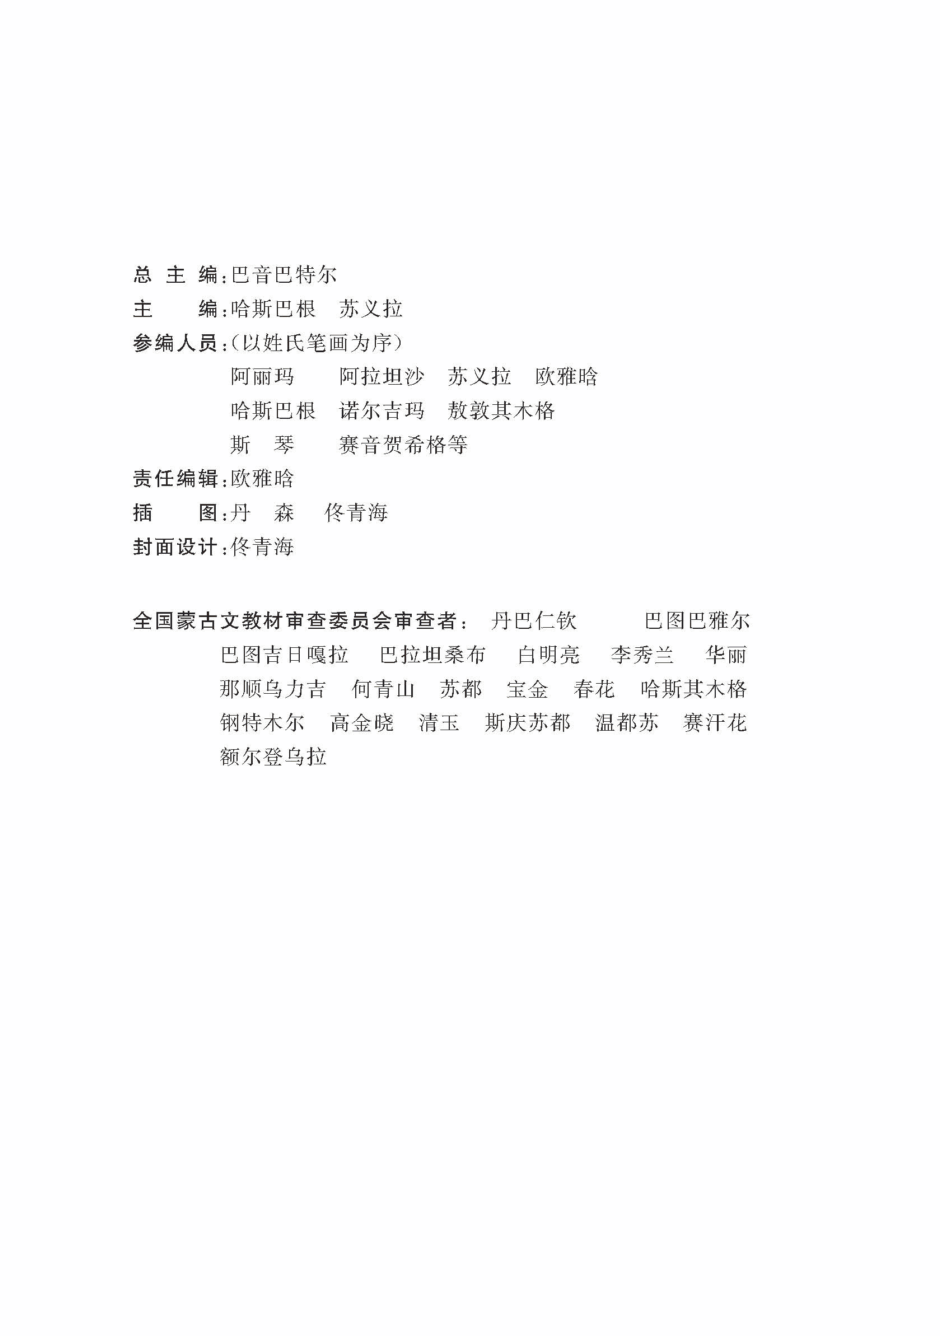 总 主 编:巴音巴特尔
主　　编:哈斯巴根　苏义拉
参编人员:(以姓氏笔画为序)
阿丽玛　　阿拉坦沙　苏义拉　欧雅晗
哈斯巴根　诺尔吉玛　敖敦其木格
斯　琴　　赛音贺希格等
责任编辑:欧雅晗
插　　图:丹　森　佟青海
封面设计:佟青海
全国蒙古文教材审查委员会审查者:　丹巴仁钦　　　巴图巴雅尔
巴图吉日嘎拉　巴拉坦桑布　白明亮　李秀兰　华丽
那顺乌力吉　何青山　苏都　宝金　春花　哈斯其木格
钢特木尔　高金晓　清玉　斯庆苏都　温都苏　赛汗花
额尔登乌拉